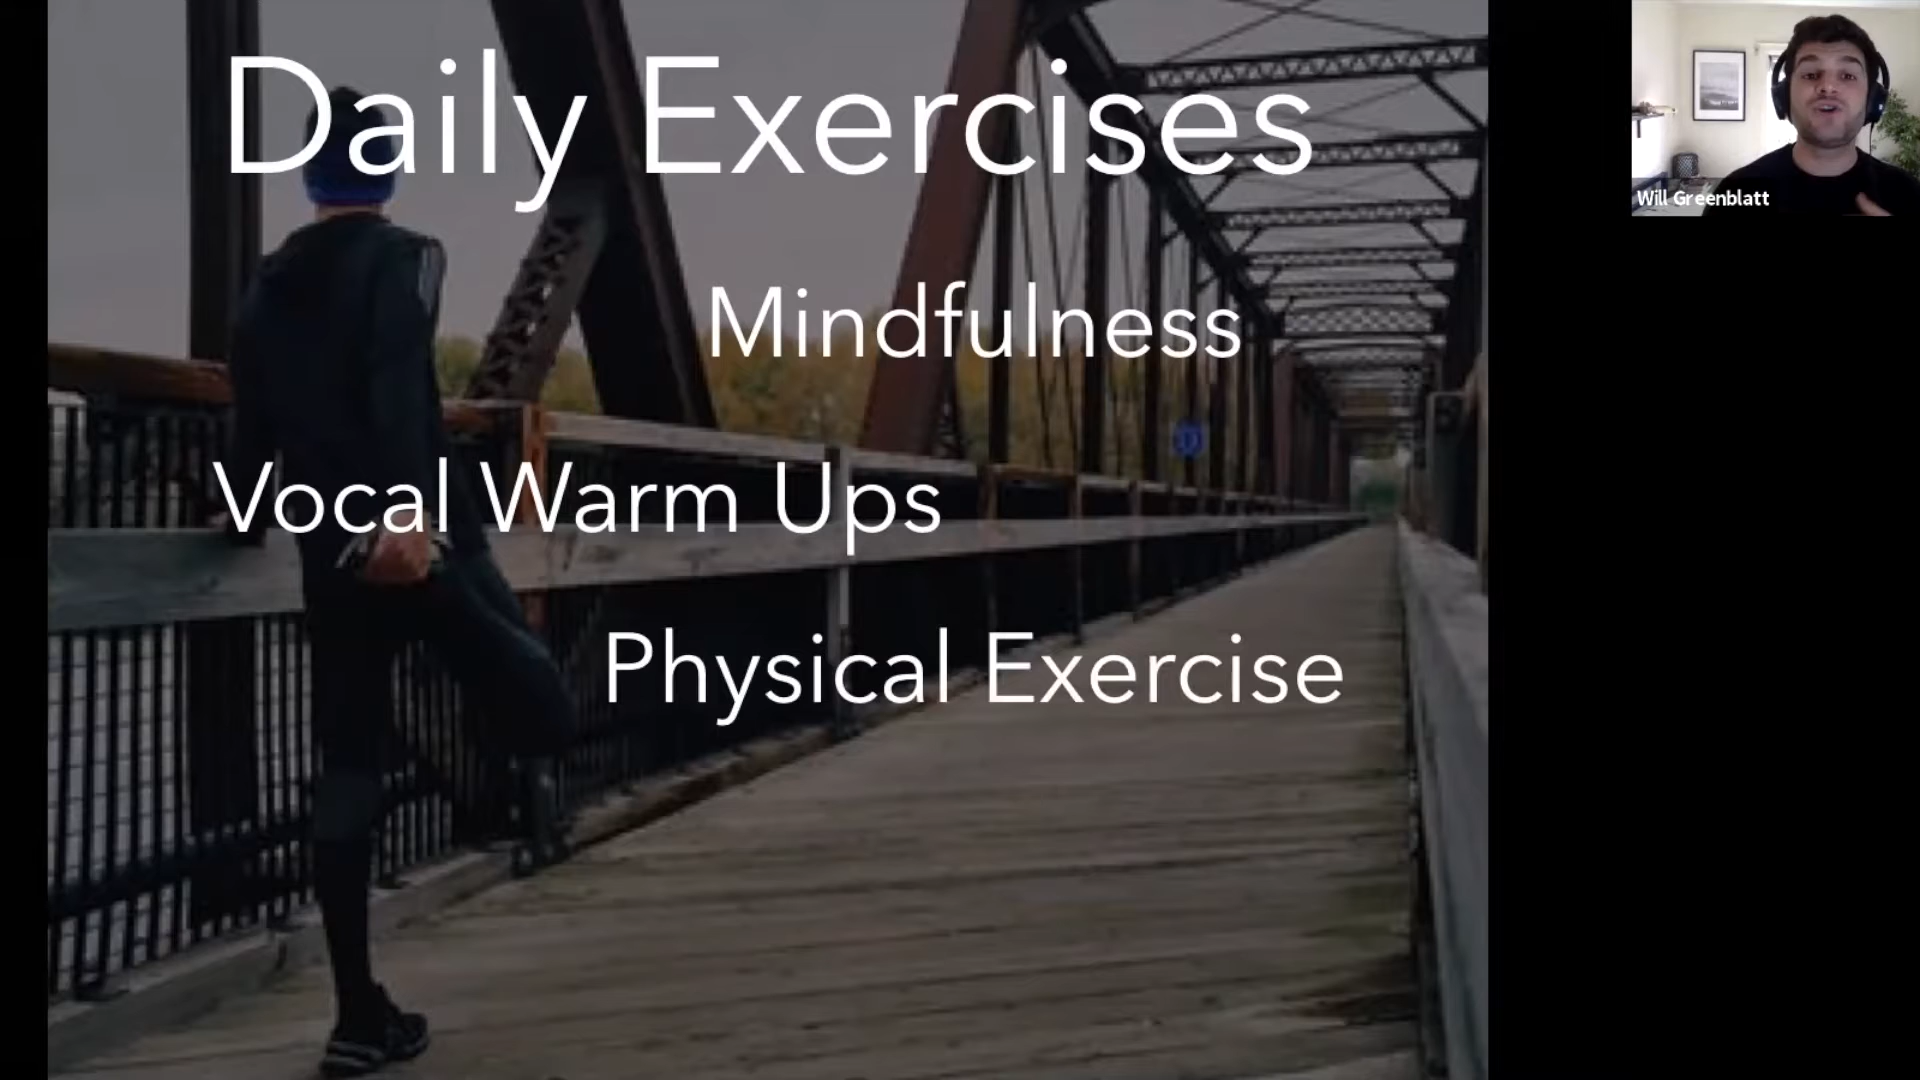 Daily Exercises
Mindfulness
Vocal Warm Ups
Physical Exercise
Will Greenblatt